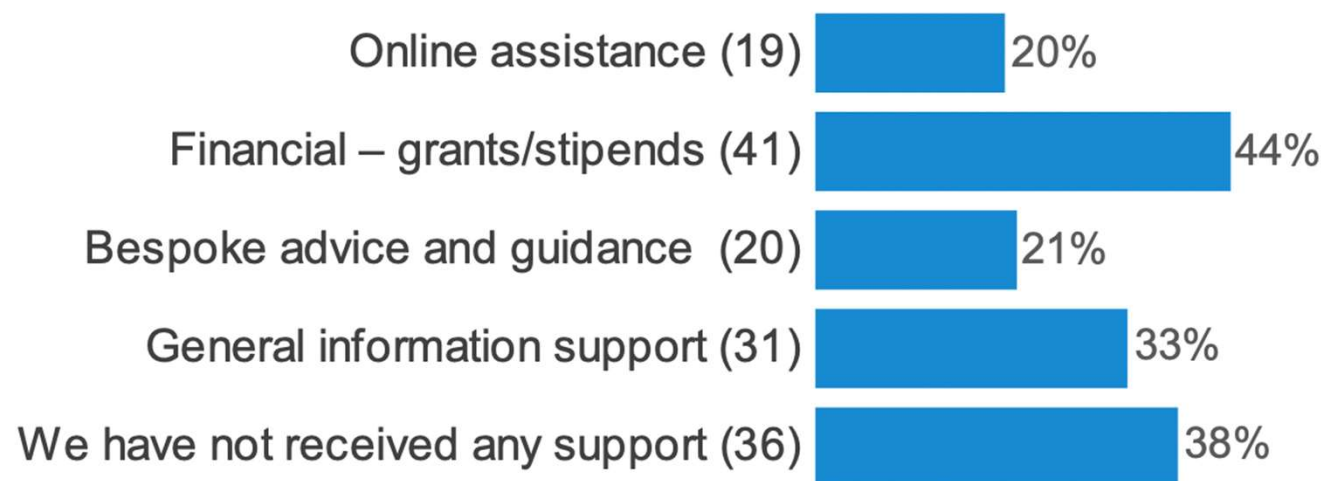 Online assistance (19) 20%
Financial – grants/stipends (41) 44%
Bespoke advice and guidance  (20) 21%
General information support (31) 33%
We have not received any support (36) 38%